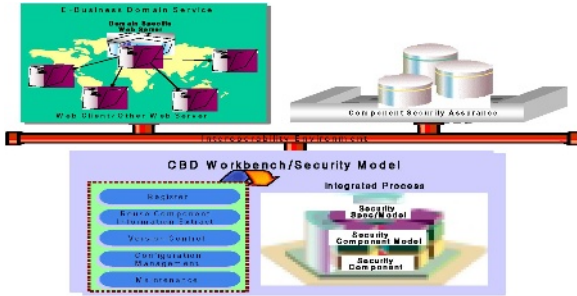 E-Business Domain Service
Domain Specific
Web Server
Web Client/Other Web Server
Component Security Assurance
Interoperability Environment
CBD Workbench/Security Model
Register
Reuse Component
Information Extract
Version Control
Configuration
Management
Maintenance
Integrated Process
Security
Spec/Model
Security
Component Model
Security
Component